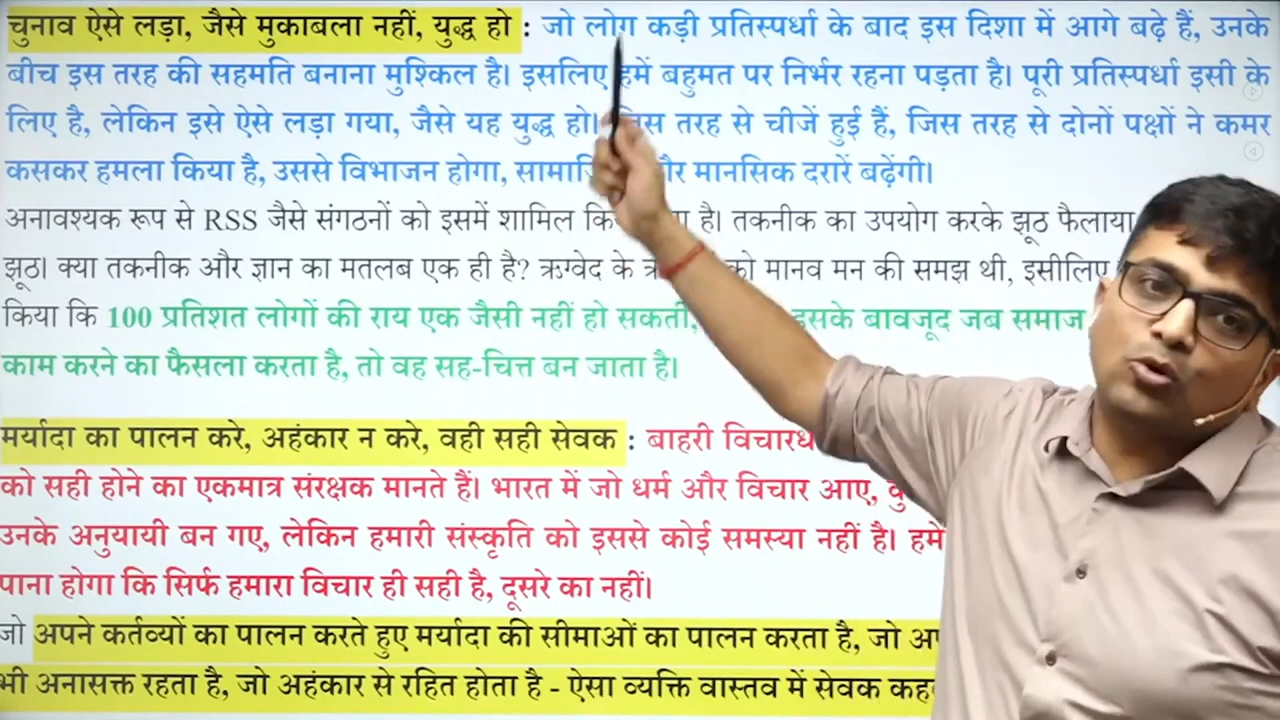 चुनाव ऐसे लड़ा, जैसे मुकाबला नहीं, युद्ध हो : जो लोग कड़ी प्रतिस्पर्धा के बाद इस दिशा में आगे बढ़े हैं, उनके
बीच इस तरह की सहमति बनाना मुश्किल है। इसलिए हमें बहुमत पर निर्भर रहना पड़ता है। पूरी प्रतिस्पर्धा इसी के
लिए है, लेकिन इसे ऐसे लड़ा गया, जैसे यह युद्ध हो। तरह से चीजें हुई हैं, जिस तरह से दोनों पक्षों ने कमर
कसकर हमला किया है, उससे विभाजन होगा, और मानसिक दरारें बढ़ेंगी।
अनावश्यक रूप से RSS जैसे संगठनों को इसमें शामिल है। तकनीक का उपयोग करके झूठ फैलाया
झूठ। क्या तकनीक और ज्ञान का मतलब एक ही है? ऋग्वेद के को मानव मन की समझ थी, इसीलिए
किया कि 100 प्रतिशत लोगों की राय एक जैसी नहीं हो सकती, इसके बावजूद जब समाज
काम करने का फैसला करता है, तो वह सह-चित्त बन जाता है।
मर्यादा का पालन करे, अहंकार न करे, वही सही सेवक : बाहरी
को सही होने का एकमात्र संरक्षक मानते हैं। भारत में जो धर्म और विचार आए,
उनके अनुयायी बन गए, लेकिन हमारी संस्कृति को इससे कोई समस्या नहीं है।
पाना होगा कि सिर्फ हमारा विचार ही सही है, दूसरे का नहीं।
जो अपने कर्तव्यों का पालन करते हुए मर्यादा की सीमाओं का पालन करता है, जो
भी अनासक्त रहता है, जो अहंकार से रहित होता है - ऐसा व्यक्ति वास्तव में सेवक